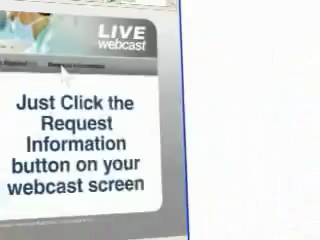 LIVE
webcast
Just Click the
Request
Information
button on your
webcast screen